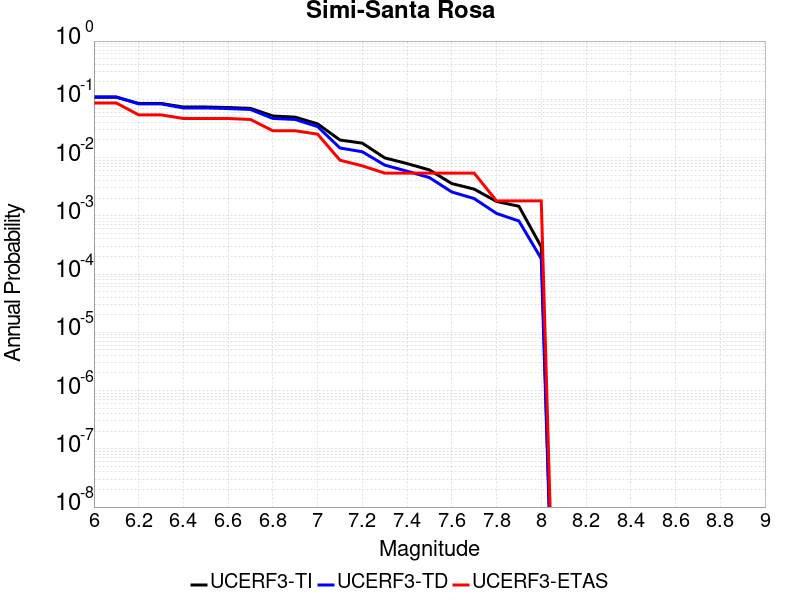 Simi-Santa Rosa
10^0
10^-1
10^-2
10^-3
10^-4
10^-5
10^-6
10^-7
10^-8
Annual Probability
6 6.2 6.4 6.6 6.8 7 7.2 7.4 7.6 7.8 8 8.2 8.4 8.6 8.8 9
Magnitude
UCERF3-TI UCERF3-TD UCERF3-ETAS